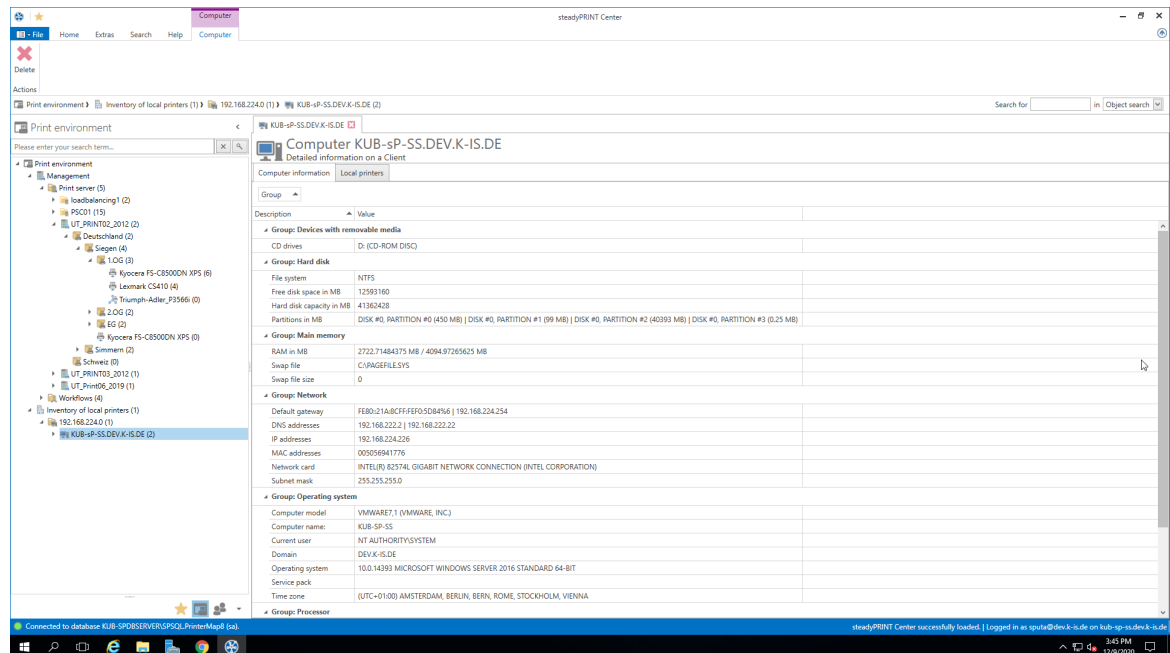 Computer
steadyPRINT Center
File Home Extras Search Help Computer
Delete
Actions
Print environment Inventory of local printers (1) 192.168.224.0 (1) KUB-sP-SS.DEV.K-IS.DE (2) Search for in Object search
Print environment
Please enter your search term...
Print environment
Management
Print server (5)
loadbalancing1 (2)
PSC01 (15)
UT_PRINT02_2012 (2)
Deutschland (2)
Siegen (4)
1.OG (3)
Kyocera FS-C8500DN XPS (6)
Lexmark CS410 (4)
Triumph-Adler_P3566i (0)
2.OG (2)
EG (2)
Kyocera FS-C8500DN XPS (0)
Simmern (2)
Schweiz (0)
UT_PRINT03_2012 (1)
UT_Print06_2019 (1)
Workflows (4)
Inventory of local printers (1)
192.168.224.0 (1)
KUB-sP-SS.DEV.K-IS.DE (2)
KUB-sP-SS.DEV.K-IS.DE
Computer KUB-sP-SS.DEV.K-IS.DE
Detailed information on a Client
Computer information Local printers
Group
Description Value
Group: Devices with removable media
CD drives D: (CD-ROM DISC)
Group: Hard disk
File system NTFS
Free disk space in MB 12593160
Hard disk capacity in MB 41362428
Partitions in MB DISK #0, PARTITION #0 (450 MB) | DISK #0, PARTITION #1 (99 MB) | DISK #0, PARTITION #2 (40393 MB) | DISK #0, PARTITION #3 (0.25 MB)
Group: Main memory
RAM in MB 2722.71484375 MB / 4094.97265625 MB
Swap file C:\PAGEFILE.SYS
Swap file size 0
Group: Network
Default gateway FE80::21A:8CFF:FEF0:5D84%6 | 192.168.224.254
DNS addresses 192.168.222.2 | 192.168.222.22
IP addresses 192.168.224.226
MAC addresses 005056941776
Network card INTEL(R) 82574L GIGABIT NETWORK CONNECTION (INTEL CORPORATION)
Subnet mask 255.255.255.0
Group: Operating system
Computer model VMWARE7,1 (VMWARE, INC.)
Computer name: KUB-SP-SS
Current user NT AUTHORITY\SYSTEM
Domain DEV.K-IS.DE
Operating system 10.0.14393 MICROSOFT WINDOWS SERVER 2016 STANDARD 64-BIT
Service pack
Time zone (UTC+01:00) AMSTERDAM, BERLIN, BERN, ROME, STOCKHOLM, VIENNA
Group: Processor
Connected to database KUB-SPDBSERVER\SPSQL.PrinterMap8 (sa). steadyPRINT Center successfully loaded. | Logged in as sputa@dev.k-is.de on kub-sp-ss.dev.k-is.de
3:45 PM
12/9/2020